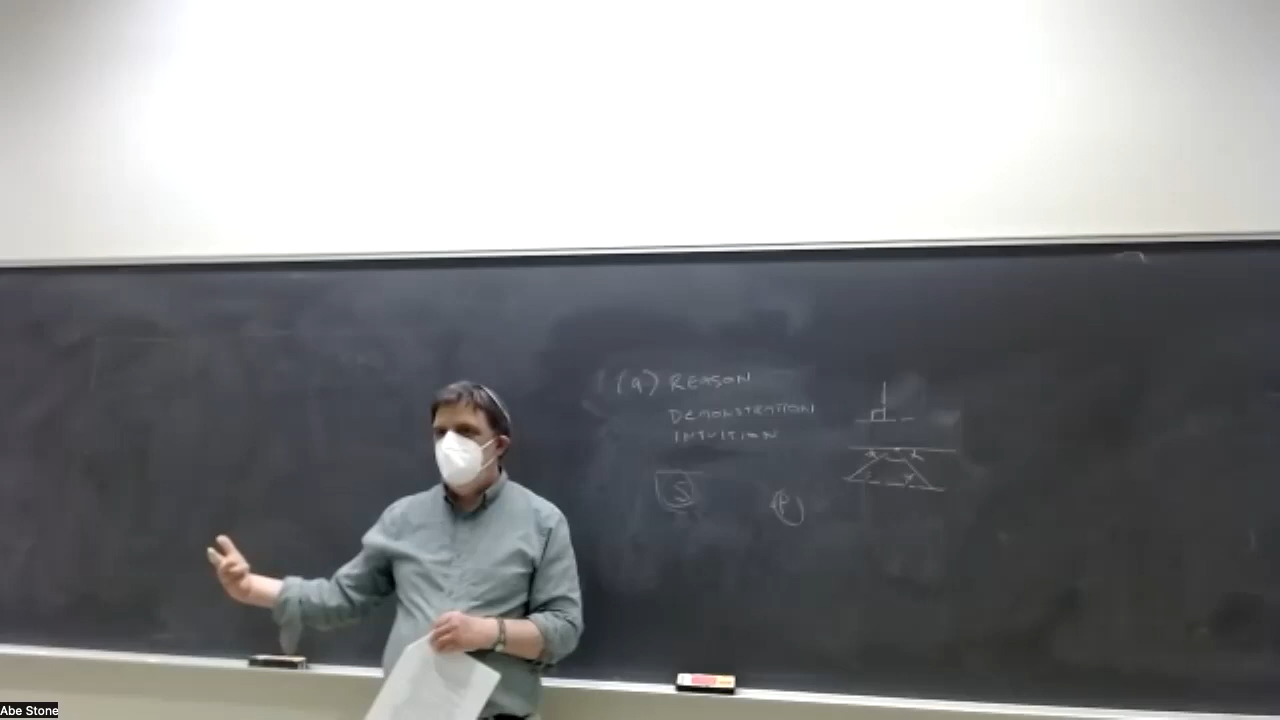 (a) REASON
DEMONSTRATION
INTUITION
S
P
Abe Stone